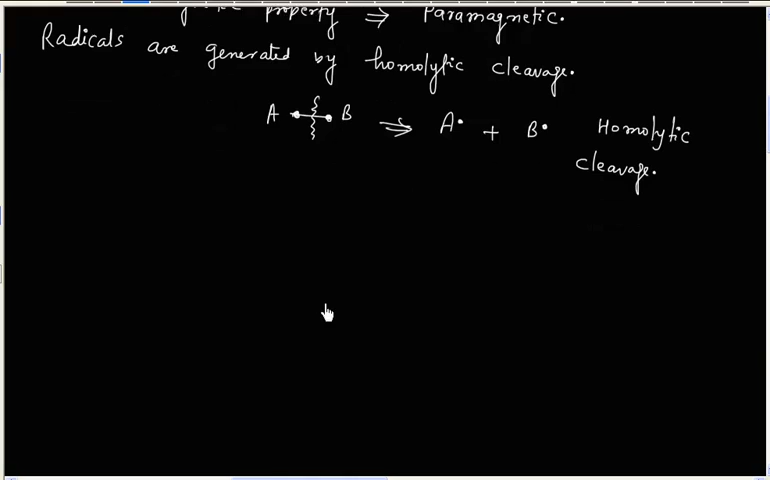 property ⇒ Paramagnetic.
Radicals are generated by homolytic cleavage.
A B ⇒ A• + B• Homolytic
cleavage.